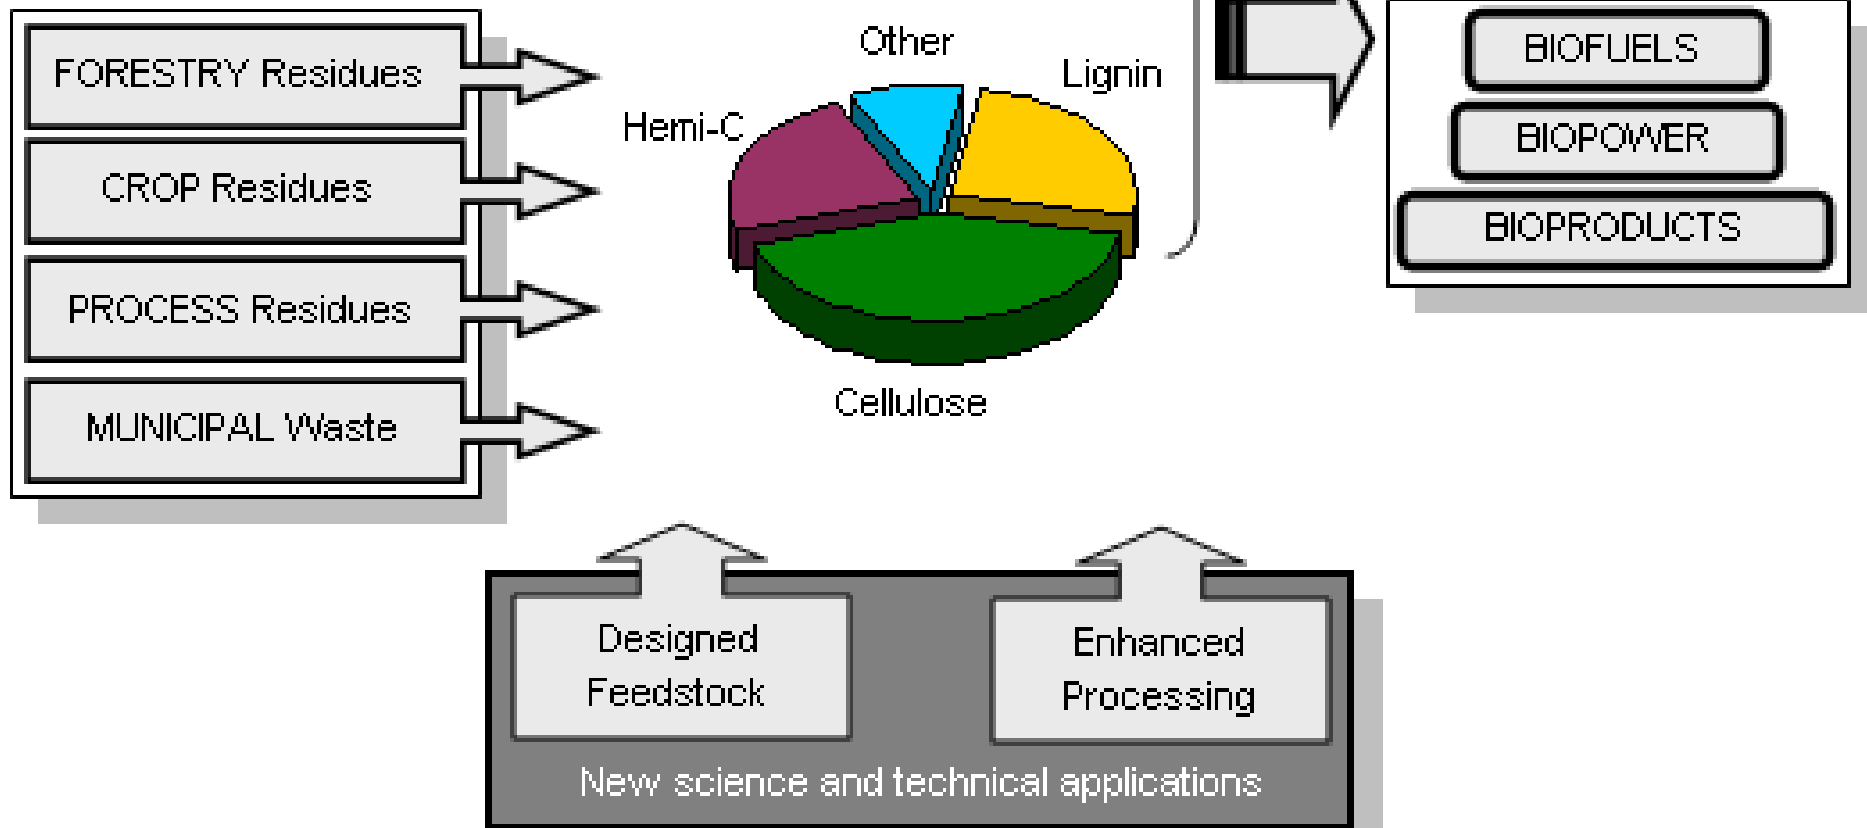 FORESTRY Residues
CROP Residues
PROCESS Residues
MUNICIPAL Waste
Other
Lignin
Hemi-C
Cellulose
BIOFUELS
BIOPOWER
BIOPRODUCTS
Designed
Feedstock
Enhanced
Processing
New science and technical applications